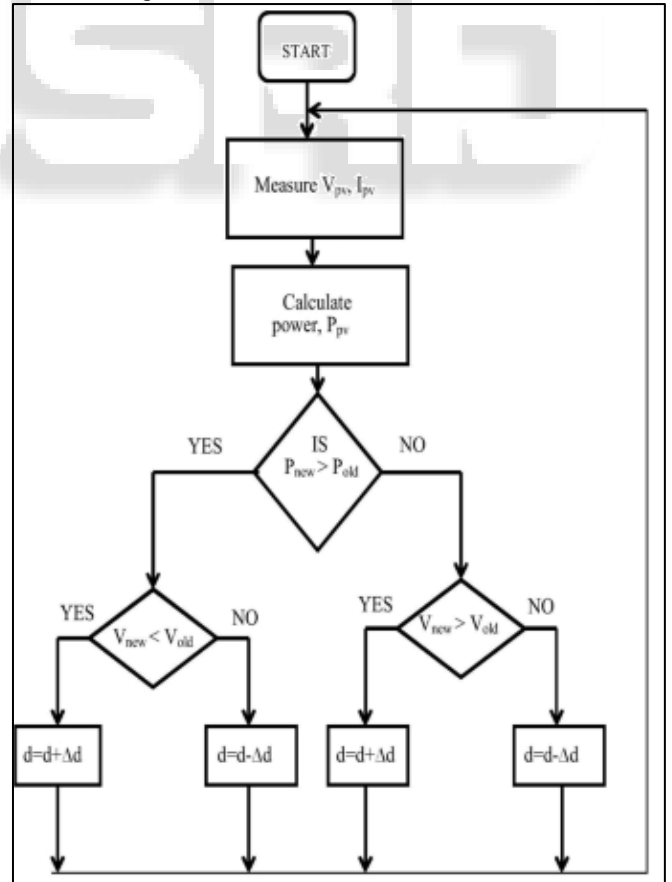 START
Measure Vpv, Ipv
Calculate
power, Ppv
YES
IS
NO
Pnew > Pold
YES
Vnew < Vold
NO
YES
Vnew > Vold
NO
d=d+Δd
d=d-Δd
d=d+Δd
d=d-Δd